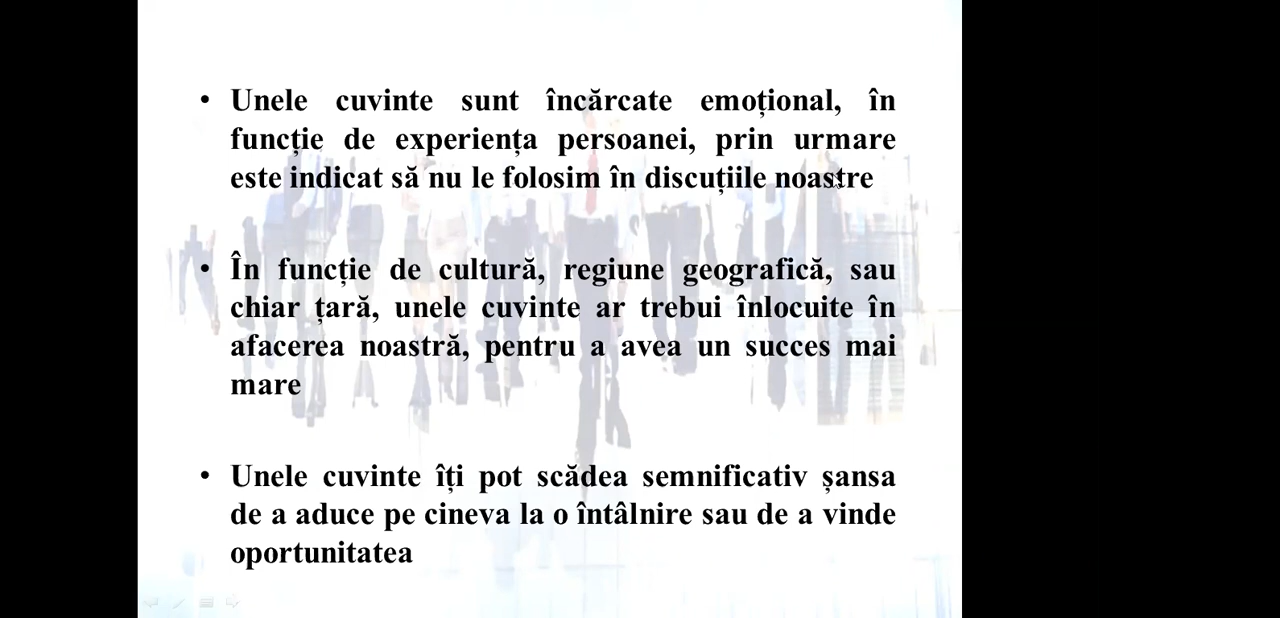 • Unele cuvinte sunt încărcate emoțional, în
funcție de experiența persoanei, prin urmare
este indicat să nu le folosim în discuțiile noastre
• În funcție de cultură, regiune geografică, sau
chiar țară, unele cuvinte ar trebui înlocuite în
afacerea noastră, pentru a avea un succes mai
mare
• Unele cuvinte îți pot scădea semnificativ șansa
de a aduce pe cineva la o întâlnire sau de a vinde
oportunitatea